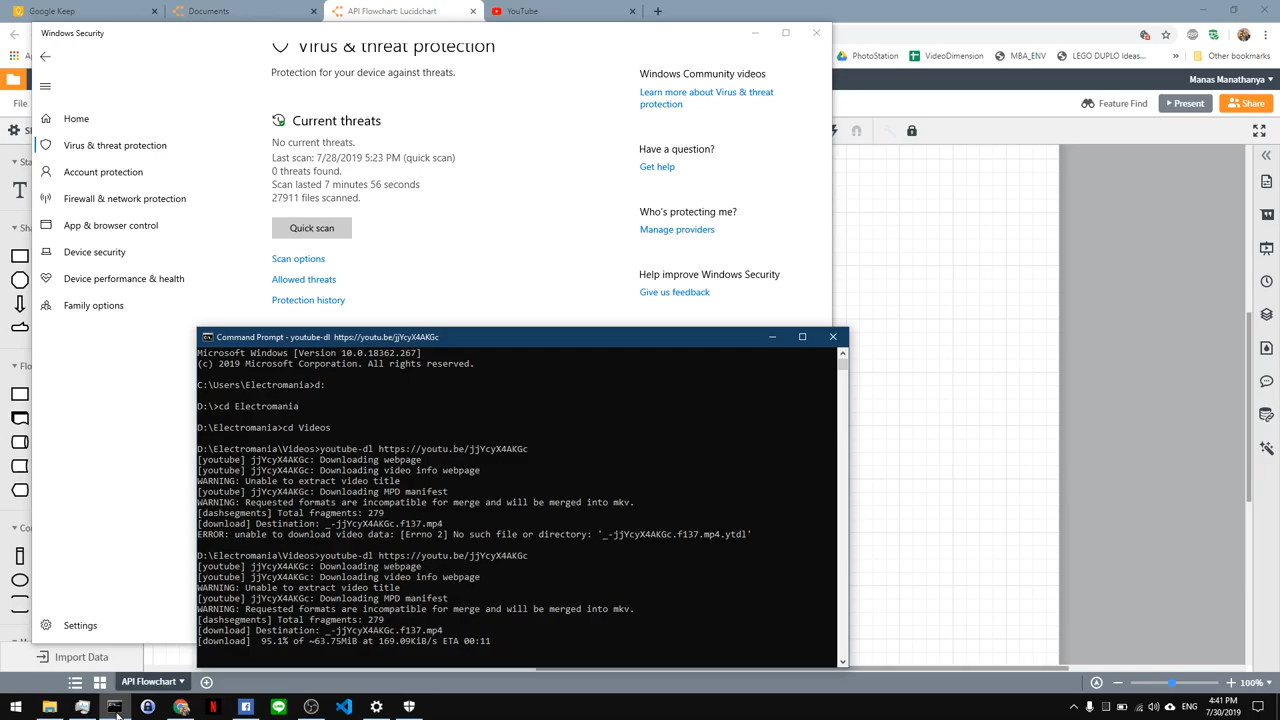 Google Keep
Documents
API Flowchart: Lucidchart
YouTube
Windows Security
PhotoStation
VideoDimension
MBA_ENV
LEGO DUPLO Ideas...
Other bookmarks
Manas Manathanya
File
Feature Find
Present
Share
Virus & threat protection
Protection for your device against threats.
Home
Virus & threat protection
Account protection
Firewall & network protection
App & browser control
Device security
Device performance & health
Family options
Settings
Current threats
No current threats.
Last scan: 7/28/2019 5:23 PM (quick scan)
0 threats found.
Scan lasted 7 minutes 56 seconds
27911 files scanned.
Quick scan
Scan options
Allowed threats
Protection history
Windows Community videos
Learn more about Virus & threat
protection
Have a question?
Get help
Who's protecting me?
Manage providers
Help improve Windows Security
Give us feedback
Command Prompt - youtube-dl  https://youtu.be/jjYcyX4AKGc
Microsoft Windows [Version 10.0.18362.267]
(c) 2019 Microsoft Corporation. All rights reserved.
C:\Users\Electromania>d:
D:\>cd Electromania
D:\Electromania>cd Videos
D:\Electromania\Videos>youtube-dl https://youtu.be/jjYcyX4AKGc
[youtube] jjYcyX4AKGc: Downloading webpage
[youtube] jjYcyX4AKGc: Downloading video info webpage
WARNING: Unable to extract video title
[youtube] jjYcyX4AKGc: Downloading MPD manifest
WARNING: Requested formats are incompatible for merge and will be merged into mkv.
[dashsegments] Total fragments: 279
[download] Destination: _-jjYcyX4AKGc.f137.mp4
ERROR: unable to download video data: [Errno 2] No such file or directory: '_-jjYcyX4AKGc.f137.mp4.ytdl'
D:\Electromania\Videos>youtube-dl https://youtu.be/jjYcyX4AKGc
[youtube] jjYcyX4AKGc: Downloading webpage
[youtube] jjYcyX4AKGc: Downloading video info webpage
WARNING: Unable to extract video title
[youtube] jjYcyX4AKGc: Downloading MPD manifest
WARNING: Requested formats are incompatible for merge and will be merged into mkv.
[dashsegments] Total fragments: 279
[download] Destination: _-jjYcyX4AKGc.f137.mp4
[download]  95.1% of ~63.75MiB at 169.09KiB/s ETA 00:11
Import Data
API Flowchart
100%
ENG
4:41 PM
7/30/2019